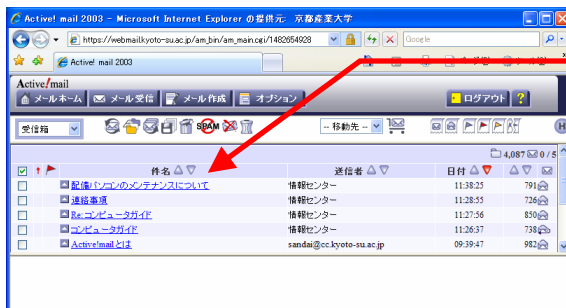 Active! mail 2003 - Microsoft Internet Explorer の提供元: 京都産業大学
https://webmail.kyoto-su.ac.jp/am_bin/am_main.cgi/1482654928
Google
Active! mail 2003
Active!mail
メールホーム メール受信 メール作成 オプション ログアウト ?
受信箱 SPAM -- 移動先 -- H
4,087 0 / 5
! 件名 △ ▽ 送信者 △ ▽ 日付 △ ▽ △ ▽
配備パソコンのメンテナンスについて 情報センター 11:38:25 791
連絡事項 情報センター 11:28:55 726
Re:コンピュータガイド 情報センター 11:27:56 850
コンピュータガイド 情報センター 11:26:37 738
Active!mailとは sandai@cc.kyoto-su.ac.jp 09:39:47 982